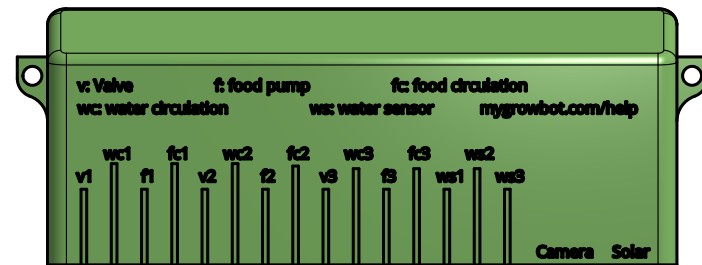 v: Valve f: food pump fc: food circulation
wc: water circulation ws: water sensor mygrowbot.com/help
wc1 fc1 wc2 fc2 wc3 fc3 ws2
v1 f1 v2 f2 v3 f3 ws1 ws3
Camera Solar